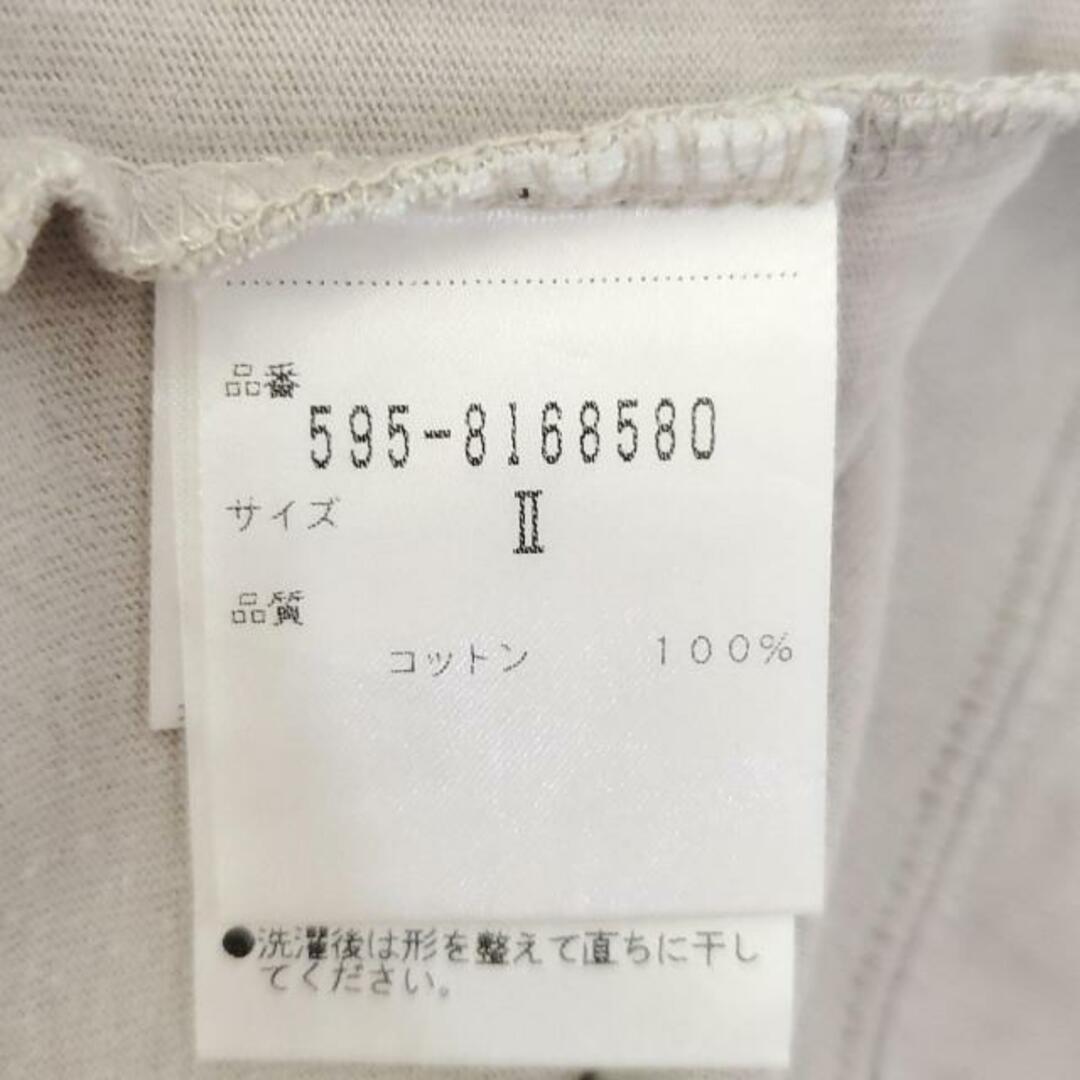 品番
595-8168580
サイズ II
品質
コットン 100%
●洗濯後は形を整えて直ちに干し
てください。